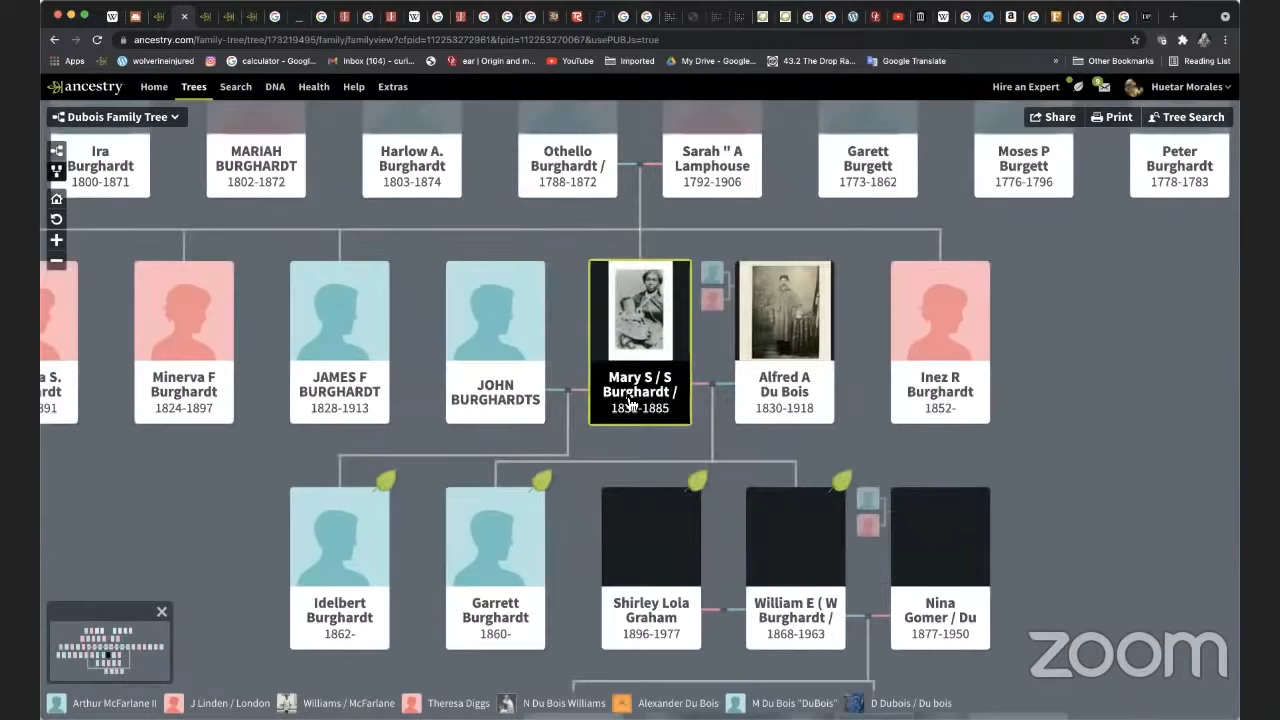 ancestry.com/family-tree/tree/173219495/family/familyview?cfpid=112253272961&fpid=112253270067&usePUBJs=true
Apps
wolverineinjured
calculator - Googl...
Inbox (104) - curi...
ear | Origin and m...
YouTube
Imported
My Drive - Google...
43.2 The Drop Ra...
Google Translate
»
Other Bookmarks
Reading List
ancestry
Home
Trees
Search
DNA
Health
Help
Extras
Hire an Expert
9
Huetar Morales
Dubois Family Tree
Share
Print
Tree Search
Ira
Burghardt
1800-1871
MARIAH
BURGHARDT
1802-1872
Harlow A.
Burghardt
1803-1874
Othello
Burghardt /
1788-1872
Sarah " A
Lamphouse
1792-1906
Garett
Burgett
1773-1862
Moses P
Burgett
1776-1796
Peter
Burghardt
1778-1783
a S.
rdt
891
Minerva F
Burghardt
1824-1897
JAMES F
BURGHARDT
1828-1913
JOHN
BURGHARDTS
Mary S / S
Burghardt /
1831-1885
Alfred A
Du Bois
1830-1918
Inez R
Burghardt
1852-
Idelbert
Burghardt
1862-
Garrett
Burghardt
1860-
Shirley Lola
Graham
1896-1977
William E ( W
Burghardt /
1868-1963
Nina
Gomer / Du
1877-1950
zoom
Arthur McFarlane II
J Linden / London
Williams / McFarlane
Theresa Diggs
N Du Bois Williams
Alexander Du Bois
M Du Bois "DuBois"
D Dubois / Du bois